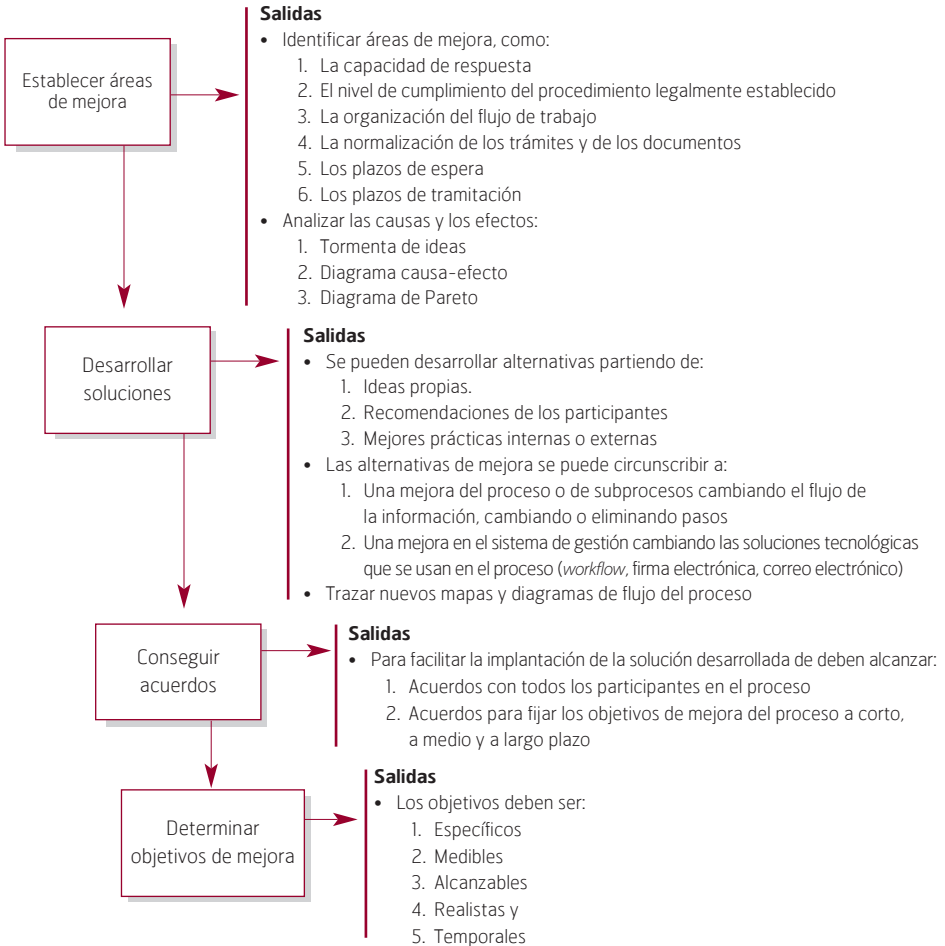 Establecer áreas
de mejora
Salidas
• Identificar áreas de mejora, como:
1. La capacidad de respuesta
2. El nivel de cumplimiento del procedimiento legalmente establecido
3. La organización del flujo de trabajo
4. La normalización de los trámites y de los documentos
5. Los plazos de espera
6. Los plazos de tramitación
• Analizar las causas y los efectos:
1. Tormenta de ideas
2. Diagrama causa-efecto
3. Diagrama de Pareto
Desarrollar
soluciones
Salidas
• Se pueden desarrollar alternativas partiendo de:
1. Ideas propias.
2. Recomendaciones de los participantes
3. Mejores prácticas internas o externas
• Las alternativas de mejora se puede circunscribir a:
1. Una mejora del proceso o de subprocesos cambiando el flujo de
la información, cambiando o eliminando pasos
2. Una mejora en el sistema de gestión cambiando las soluciones tecnológicas
que se usan en el proceso (workflow, firma electrónica, correo electrónico)
• Trazar nuevos mapas y diagramas de flujo del proceso
Conseguir
acuerdos
Salidas
• Para facilitar la implantación de la solución desarrollada de deben alcanzar:
1. Acuerdos con todos los participantes en el proceso
2. Acuerdos para fijar los objetivos de mejora del proceso a corto,
a medio y a largo plazo
Determinar
objetivos de mejora
Salidas
• Los objetivos deben ser:
1. Específicos
2. Medibles
3. Alcanzables
4. Realistas y
5. Temporales